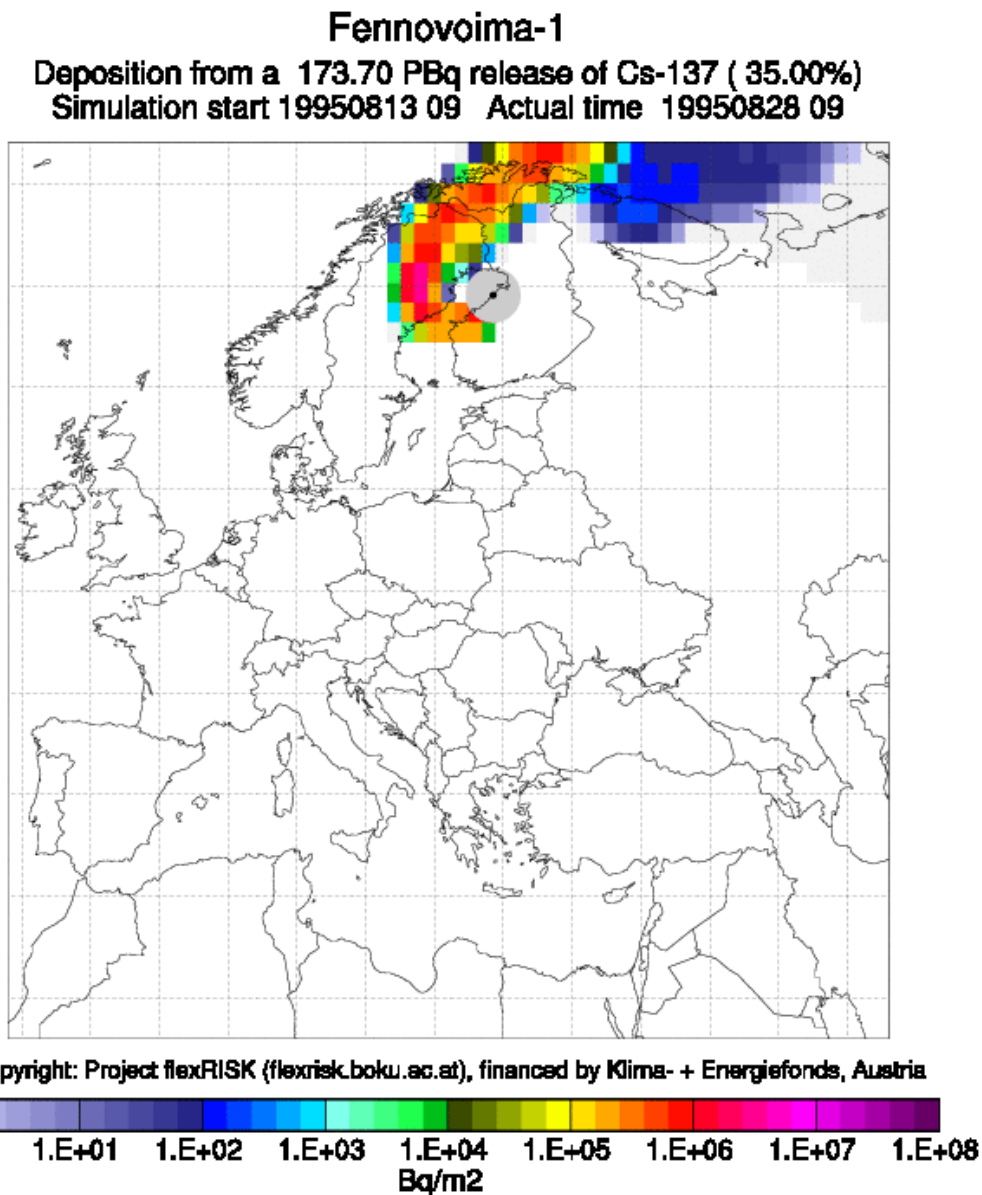 Fennovoima-1
Deposition from a 173.70 PBq release of Cs-137 ( 35.00%)
Simulation start 19950813 09 Actual time 19950828 09
pyright: Project flexRISK (flexrisk.boku.ac.at), financed by Klima- + Energiefonds, Austria
1.E+01 1.E+02 1.E+03 1.E+04 1.E+05 1.E+06 1.E+07 1.E+08
Bq/m2